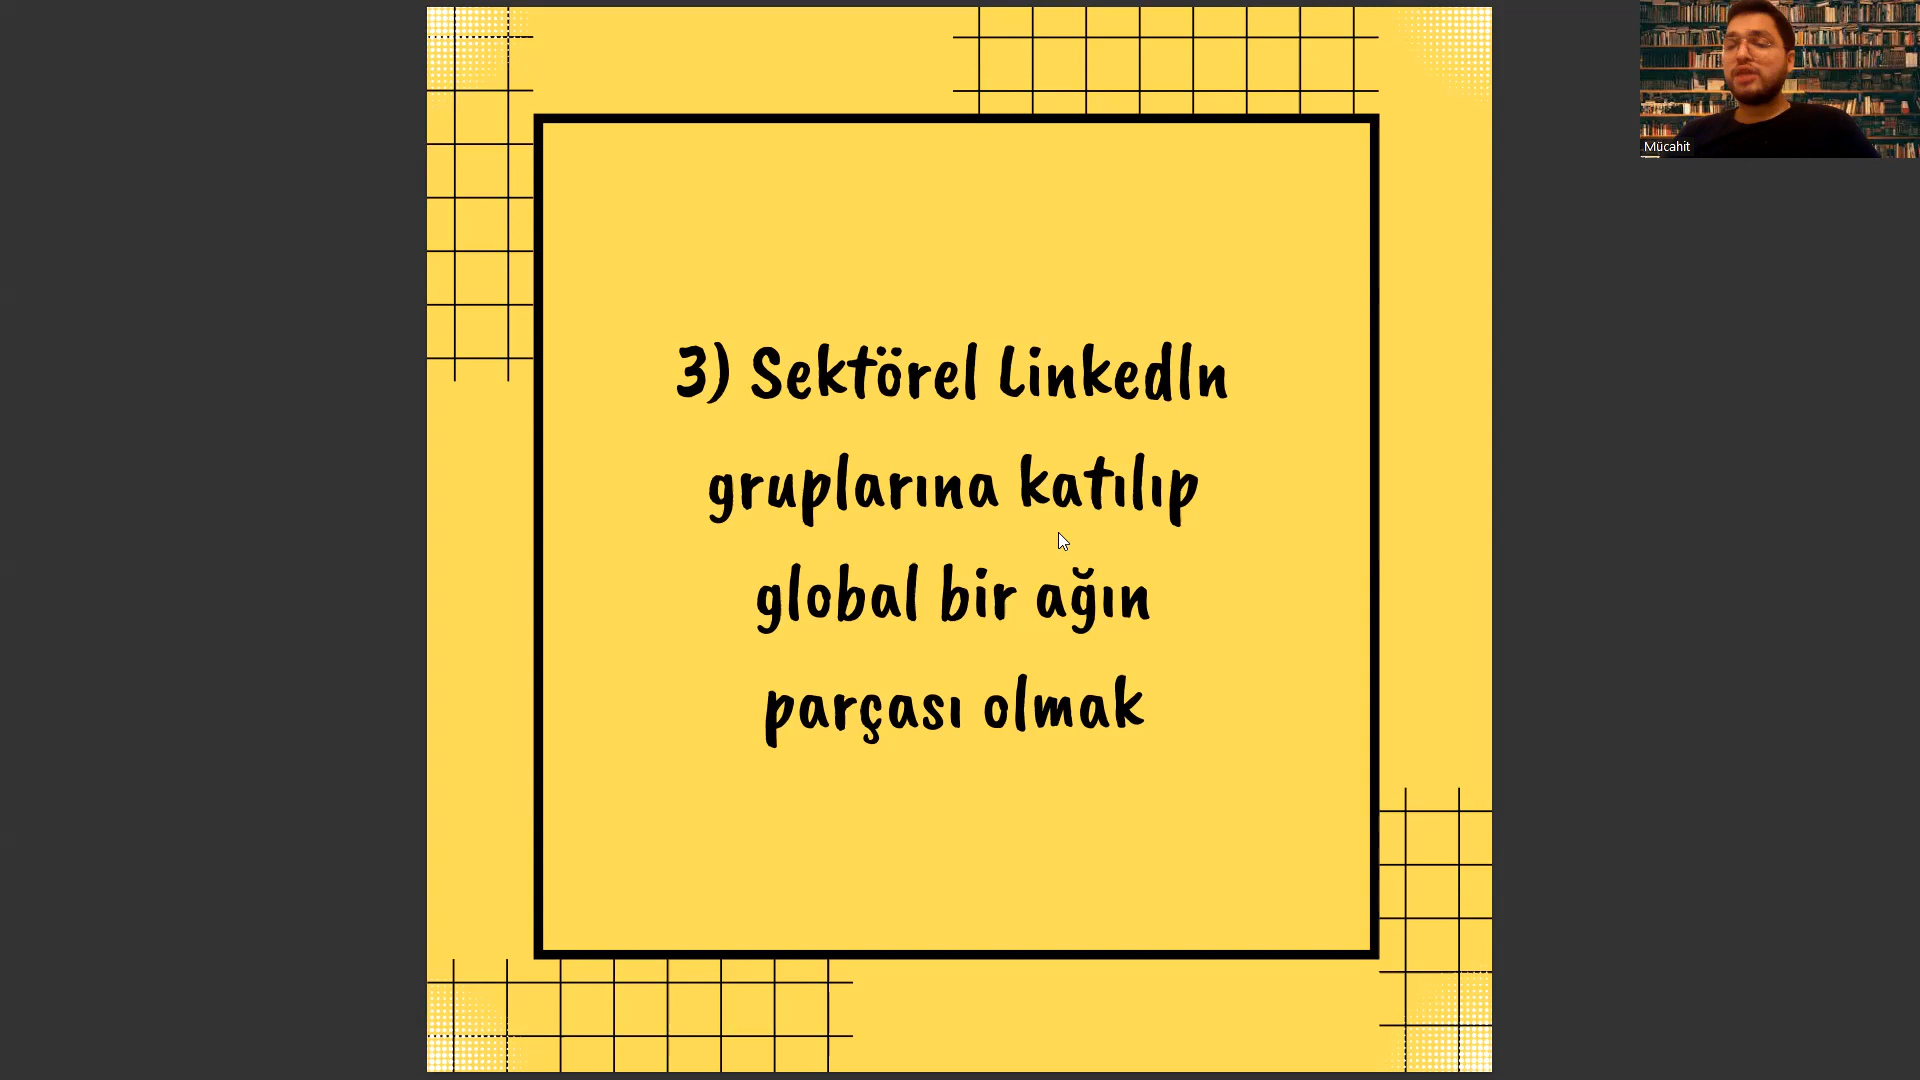 3) Sektörel LinkedIn
gruplarına katılıp
global bir ağın
parçası olmak
Mücahit